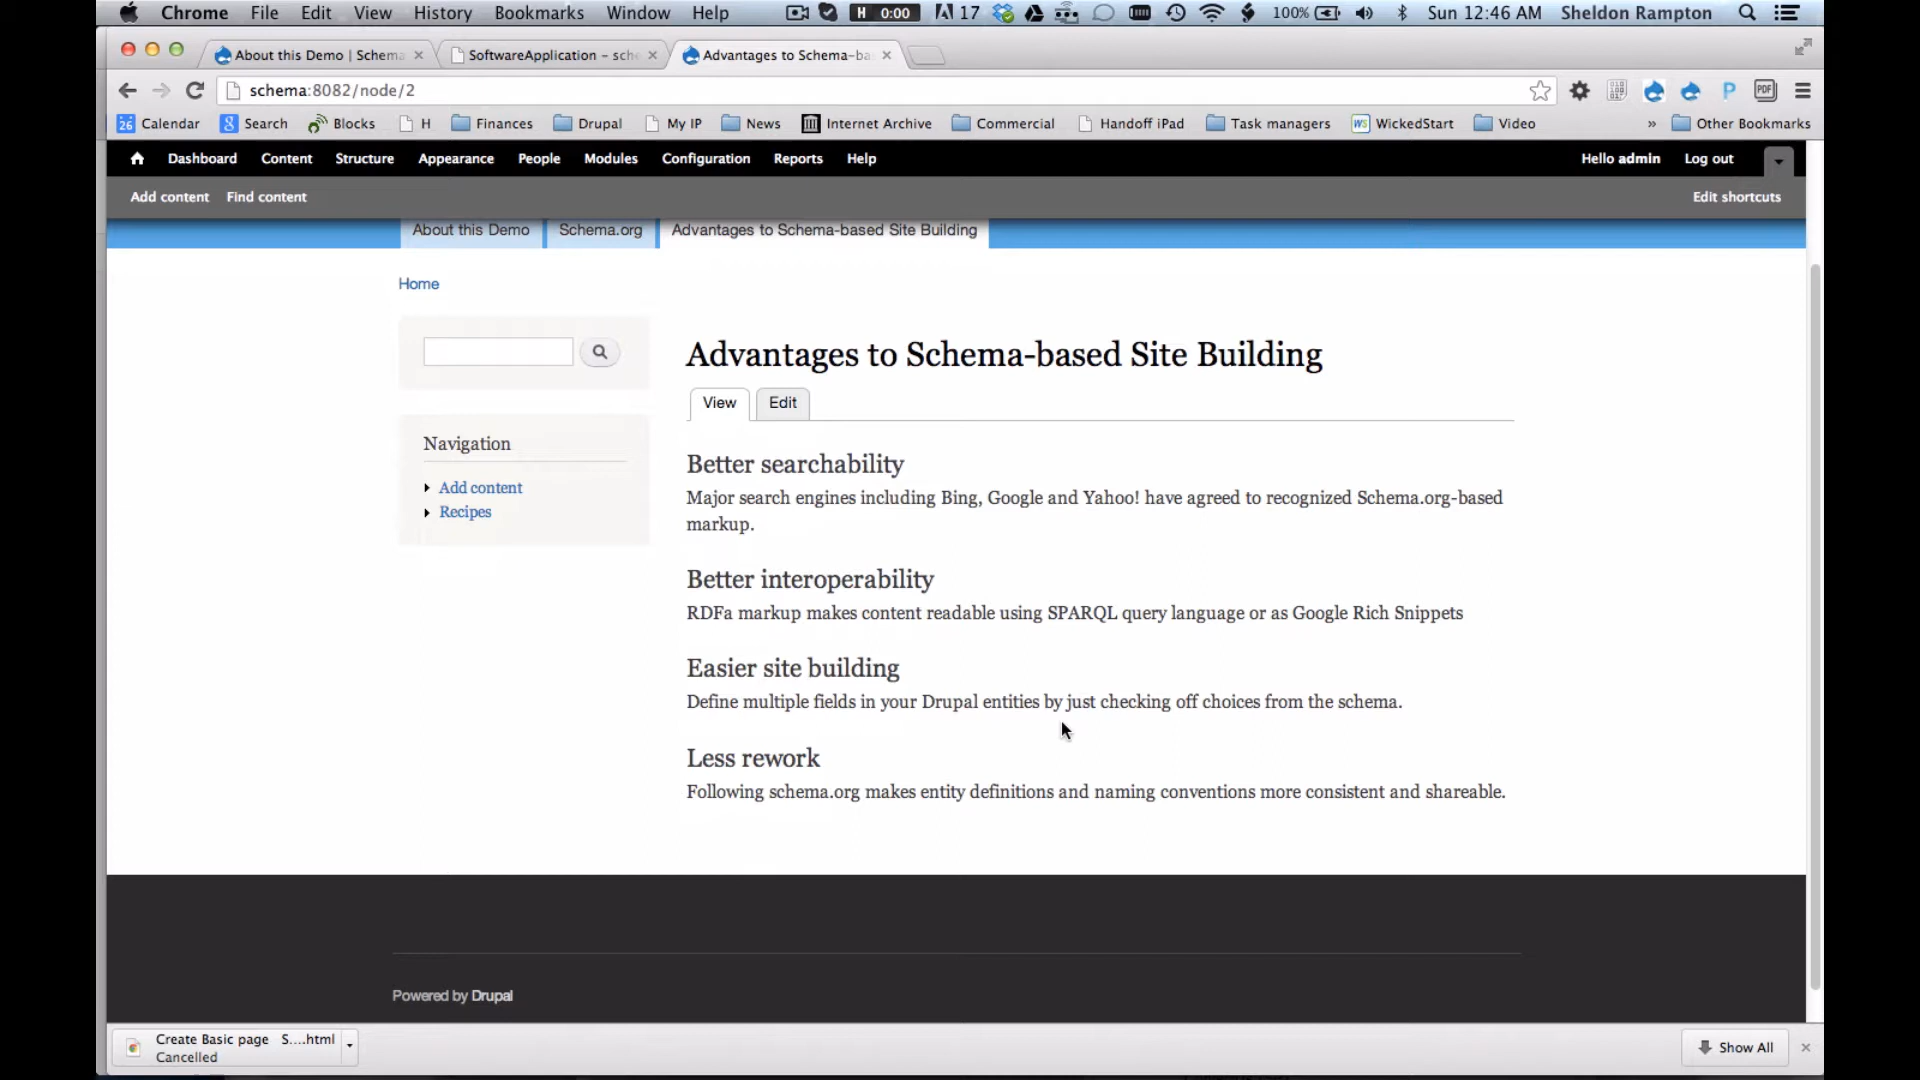 Chrome File Edit View History Bookmarks Window Help H 0:00 17 100% Sun 12:46 AM Sheldon Rampton
About this Demo | Schema SoftwareApplication – sche Advantages to Schema-ba
schema:8082/node/2 P PDF
26 Calendar 8 Search Blocks H Finances Drupal My IP News Internet Archive Commercial Handoff iPad Task managers WS WickedStart Video » Other Bookmarks
Dashboard Content Structure Appearance People Modules Configuration Reports Help Hello admin Log out
Add content Find content Edit shortcuts
About this Demo Schema.org Advantages to Schema-based Site Building
Home
Advantages to Schema-based Site Building
View Edit
Navigation
Add content
Recipes
Better searchability
Major search engines including Bing, Google and Yahoo! have agreed to recognized Schema.org-based
markup.
Better interoperability
RDFa markup makes content readable using SPARQL query language or as Google Rich Snippets
Easier site building
Define multiple fields in your Drupal entities by just checking off choices from the schema.
Less rework
Following schema.org makes entity definitions and naming conventions more consistent and shareable.
Powered by Drupal
Create Basic page S....html
Cancelled
Show All